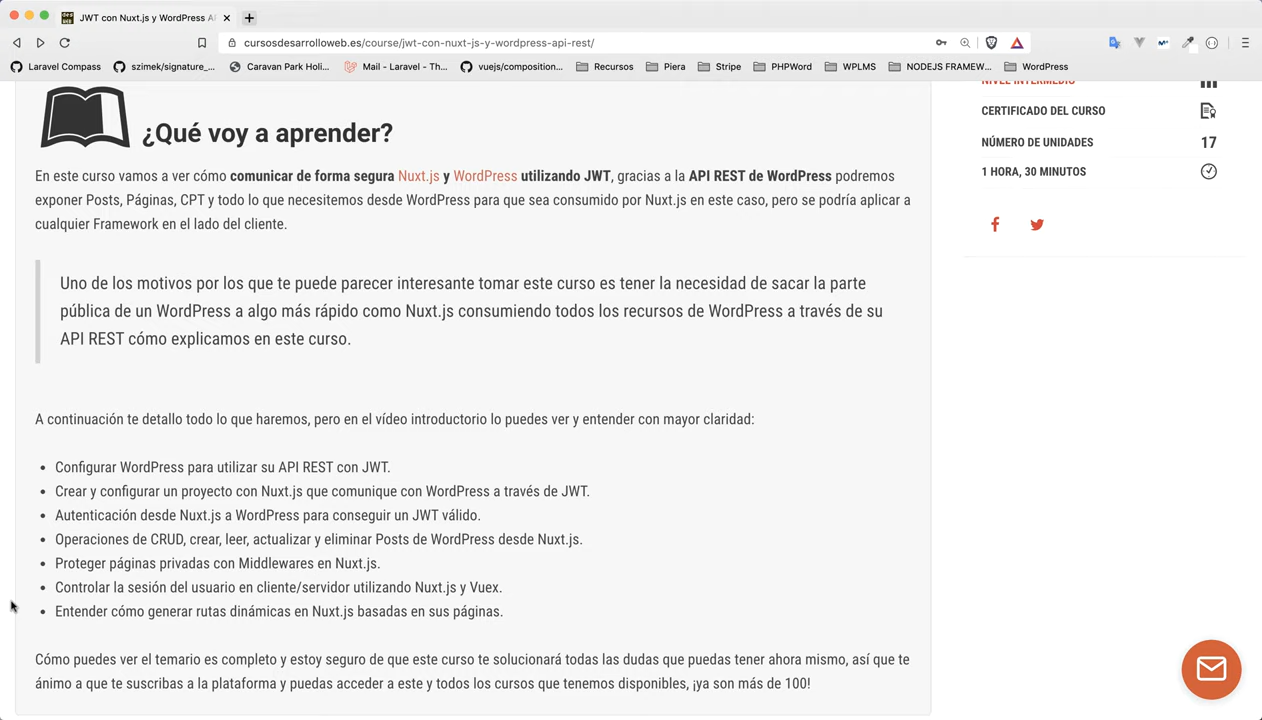 JWT con Nuxt.js y WordPress AP
cursosdesarrolloweb.es/course/jwt-con-nuxt-js-y-wordpress-api-rest/
Laravel Compass szimek/signature_... Caravan Park Holi... Mail - Laravel - Th... vuejs/composition... Recursos Piera Stripe PHPWord WPLMS NODEJS FRAMEW... WordPress
NIVEL INTERMEDIO
¿Qué voy a aprender?
CERTIFICADO DEL CURSO
NÚMERO DE UNIDADES 17
1 HORA, 30 MINUTOS
En este curso vamos a ver cómo comunicar de forma segura Nuxt.js y WordPress utilizando JWT, gracias a la API REST de WordPress podremos
exponer Posts, Páginas, CPT y todo lo que necesitemos desde WordPress para que sea consumido por Nuxt.js en este caso, pero se podría aplicar a
cualquier Framework en el lado del cliente.
Uno de los motivos por los que te puede parecer interesante tomar este curso es tener la necesidad de sacar la parte
pública de un WordPress a algo más rápido como Nuxt.js consumiendo todos los recursos de WordPress a través de su
API REST cómo explicamos en este curso.
A continuación te detallo todo lo que haremos, pero en el vídeo introductorio lo puedes ver y entender con mayor claridad:
• Configurar WordPress para utilizar su API REST con JWT.
• Crear y configurar un proyecto con Nuxt.js que comunique con WordPress a través de JWT.
• Autenticación desde Nuxt.js a WordPress para conseguir un JWT válido.
• Operaciones de CRUD, crear, leer, actualizar y eliminar Posts de WordPress desde Nuxt.js.
• Proteger páginas privadas con Middlewares en Nuxt.js.
• Controlar la sesión del usuario en cliente/servidor utilizando Nuxt.js y Vuex.
• Entender cómo generar rutas dinámicas en Nuxt.js basadas en sus páginas.
Cómo puedes ver el temario es completo y estoy seguro de que este curso te solucionará todas las dudas que puedas tener ahora mismo, así que te
ánimo a que te suscribas a la plataforma y puedas acceder a este y todos los cursos que tenemos disponibles, ¡ya son más de 100!